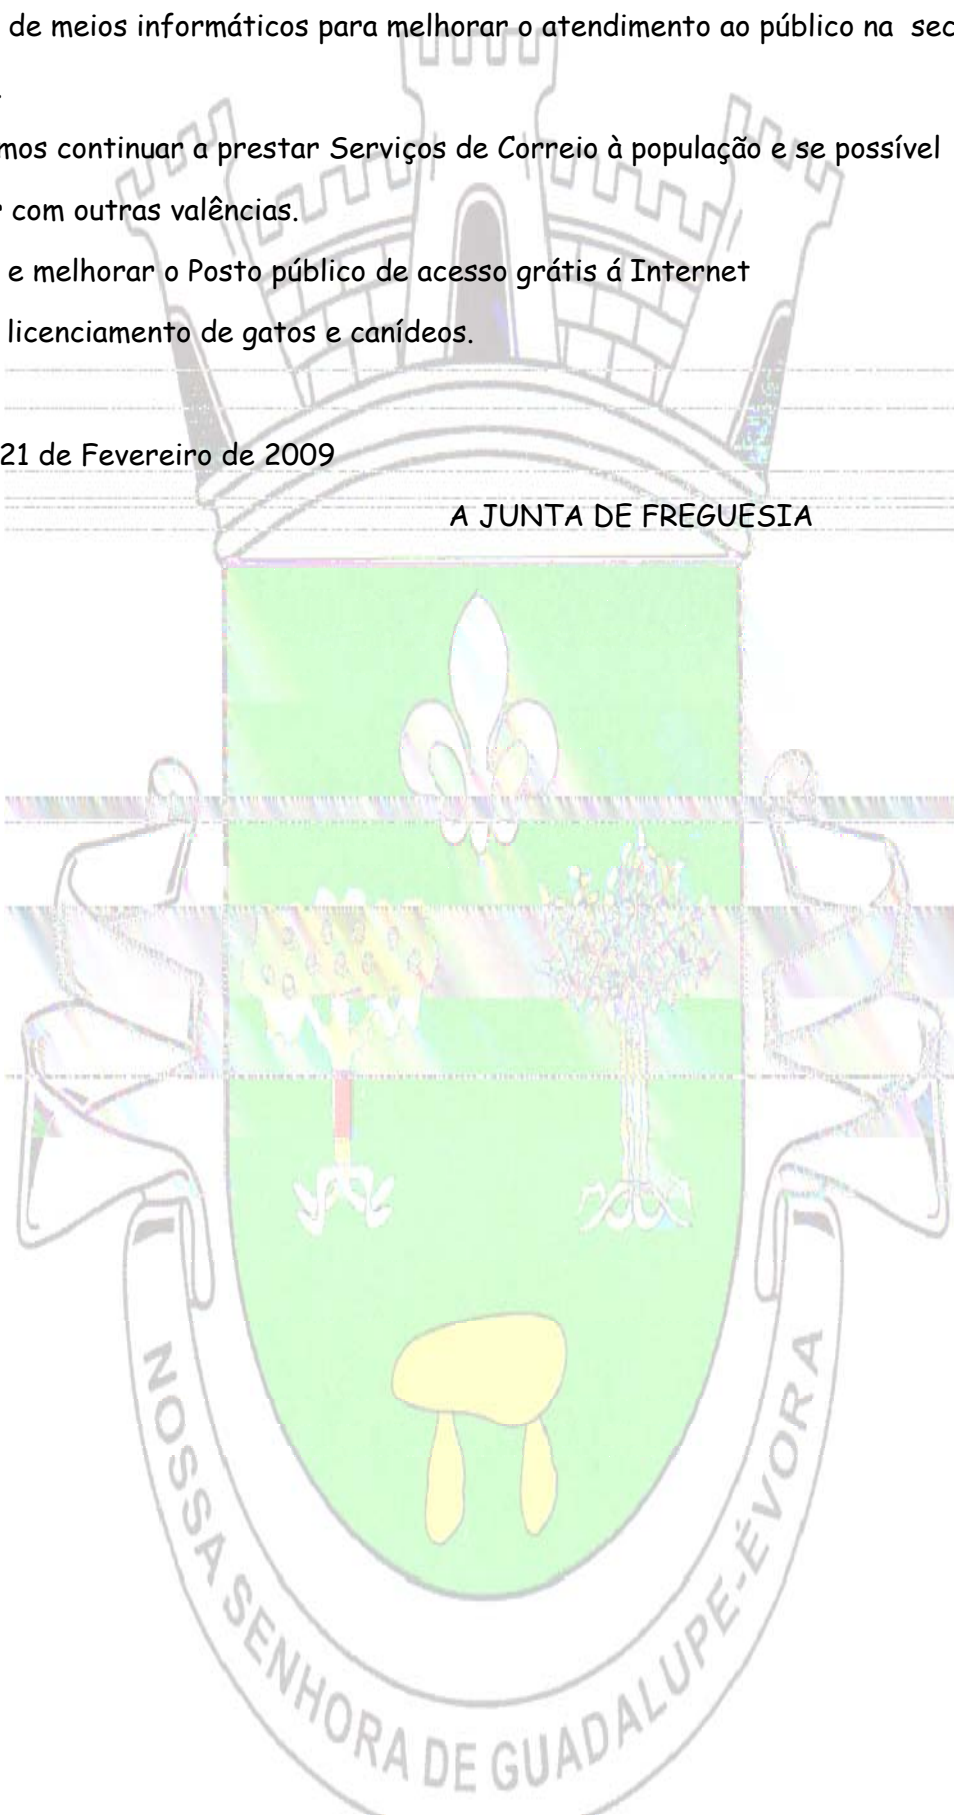 de meios informáticos para melhorar o atendimento ao público na
continuar a prestar Serviços de Correio à população e se possível
com outras valências.
e melhorar o Posto público de acesso grátis á Internet
licenciamento de gatos e canídeos.
21 de Fevereiro de 2009
A JUNTA DE FREGUESIA
NOSSA SENHORA DE GUADALUPE-ÉVORA